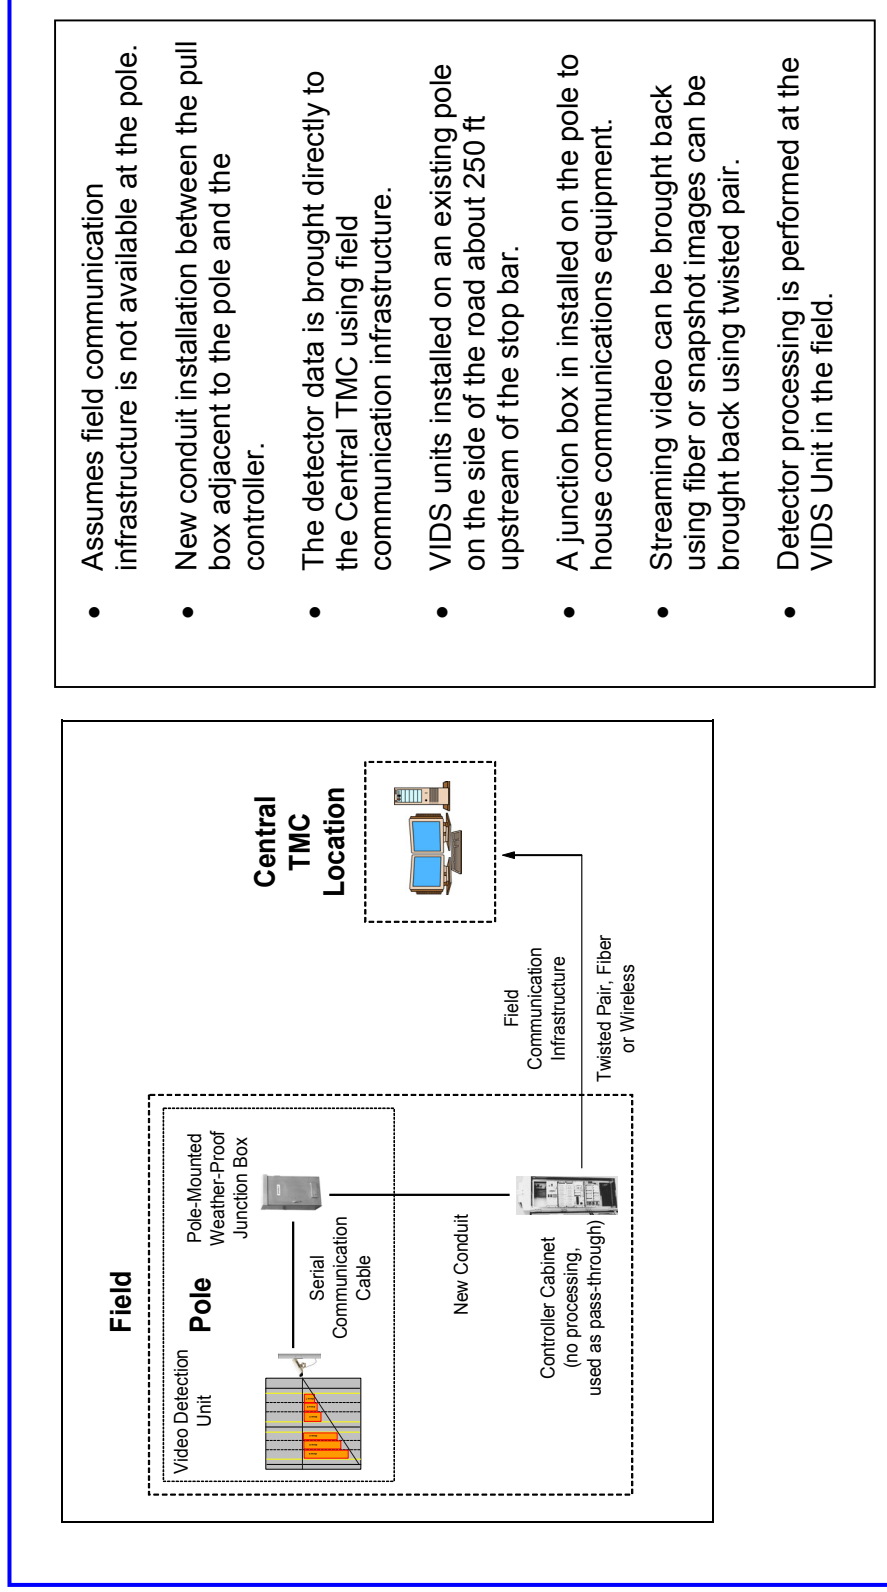 Field
Video Detection
Unit
Pole
Pole-Mounted
Weather-Proof
Junction Box
Serial
Communication
Cable
New Conduit
Controller Cabinet
(no processing,
used as pass-through)
Field
Communication
Infrastructure
Twisted Pair, Fiber
or Wireless
Central
TMC
Location
• Assumes field communication
infrastructure is not available at the pole.
• New conduit installation between the pull
box adjacent to the pole and the
controller.
• The detector data is brought directly to
the Central TMC using field
communication infrastructure.
• VIDS units installed on an existing pole
on the side of the road about 250 ft
upstream of the stop bar.
• A junction box in installed on the pole to
house communications equipment.
• Streaming video can be brought back
using fiber or snapshot images can be
brought back using twisted pair.
• Detector processing is performed at the
VIDS Unit in the field.